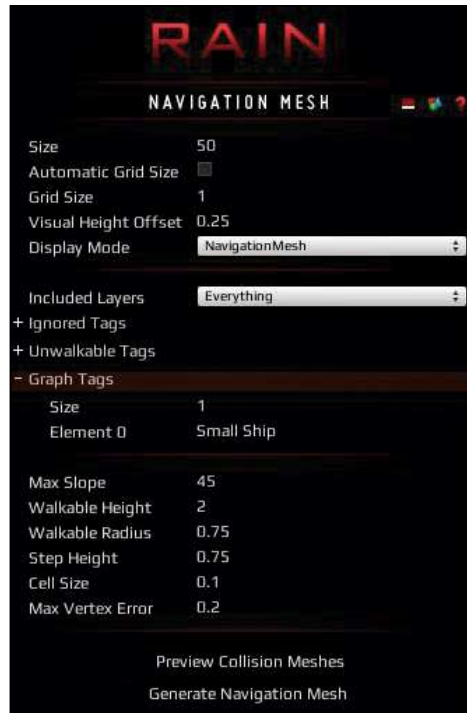 RAIN
NAVIGATION MESH ?
Size 50
Automatic Grid Size
Grid Size 1
Visual Height Offset 0.25
Display Mode NavigationMesh
Included Layers Everything
+ Ignored Tags
+ Unwalkable Tags
- Graph Tags
Size 1
Element 0 Small Ship
Max Slope 45
Walkable Height 2
Walkable Radius 0.75
Step Height 0.75
Cell Size 0.1
Max Vertex Error 0.2
Preview Collision Meshes
Generate Navigation Mesh